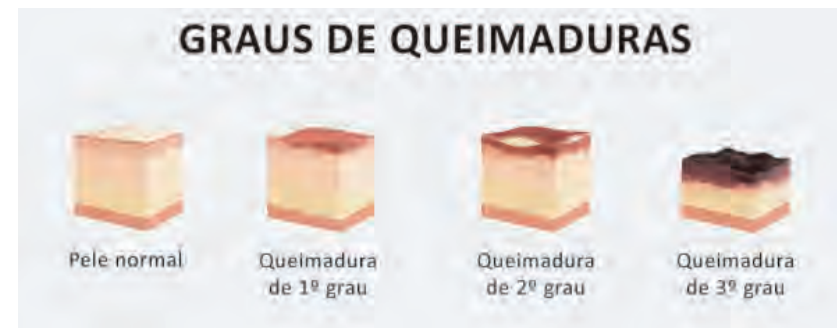 GRAUS DE QUEIMADURAS
Pele normal
Queimadura
de 1º grau
Queimadura
de 2º grau
Queimadura
de 3º grau